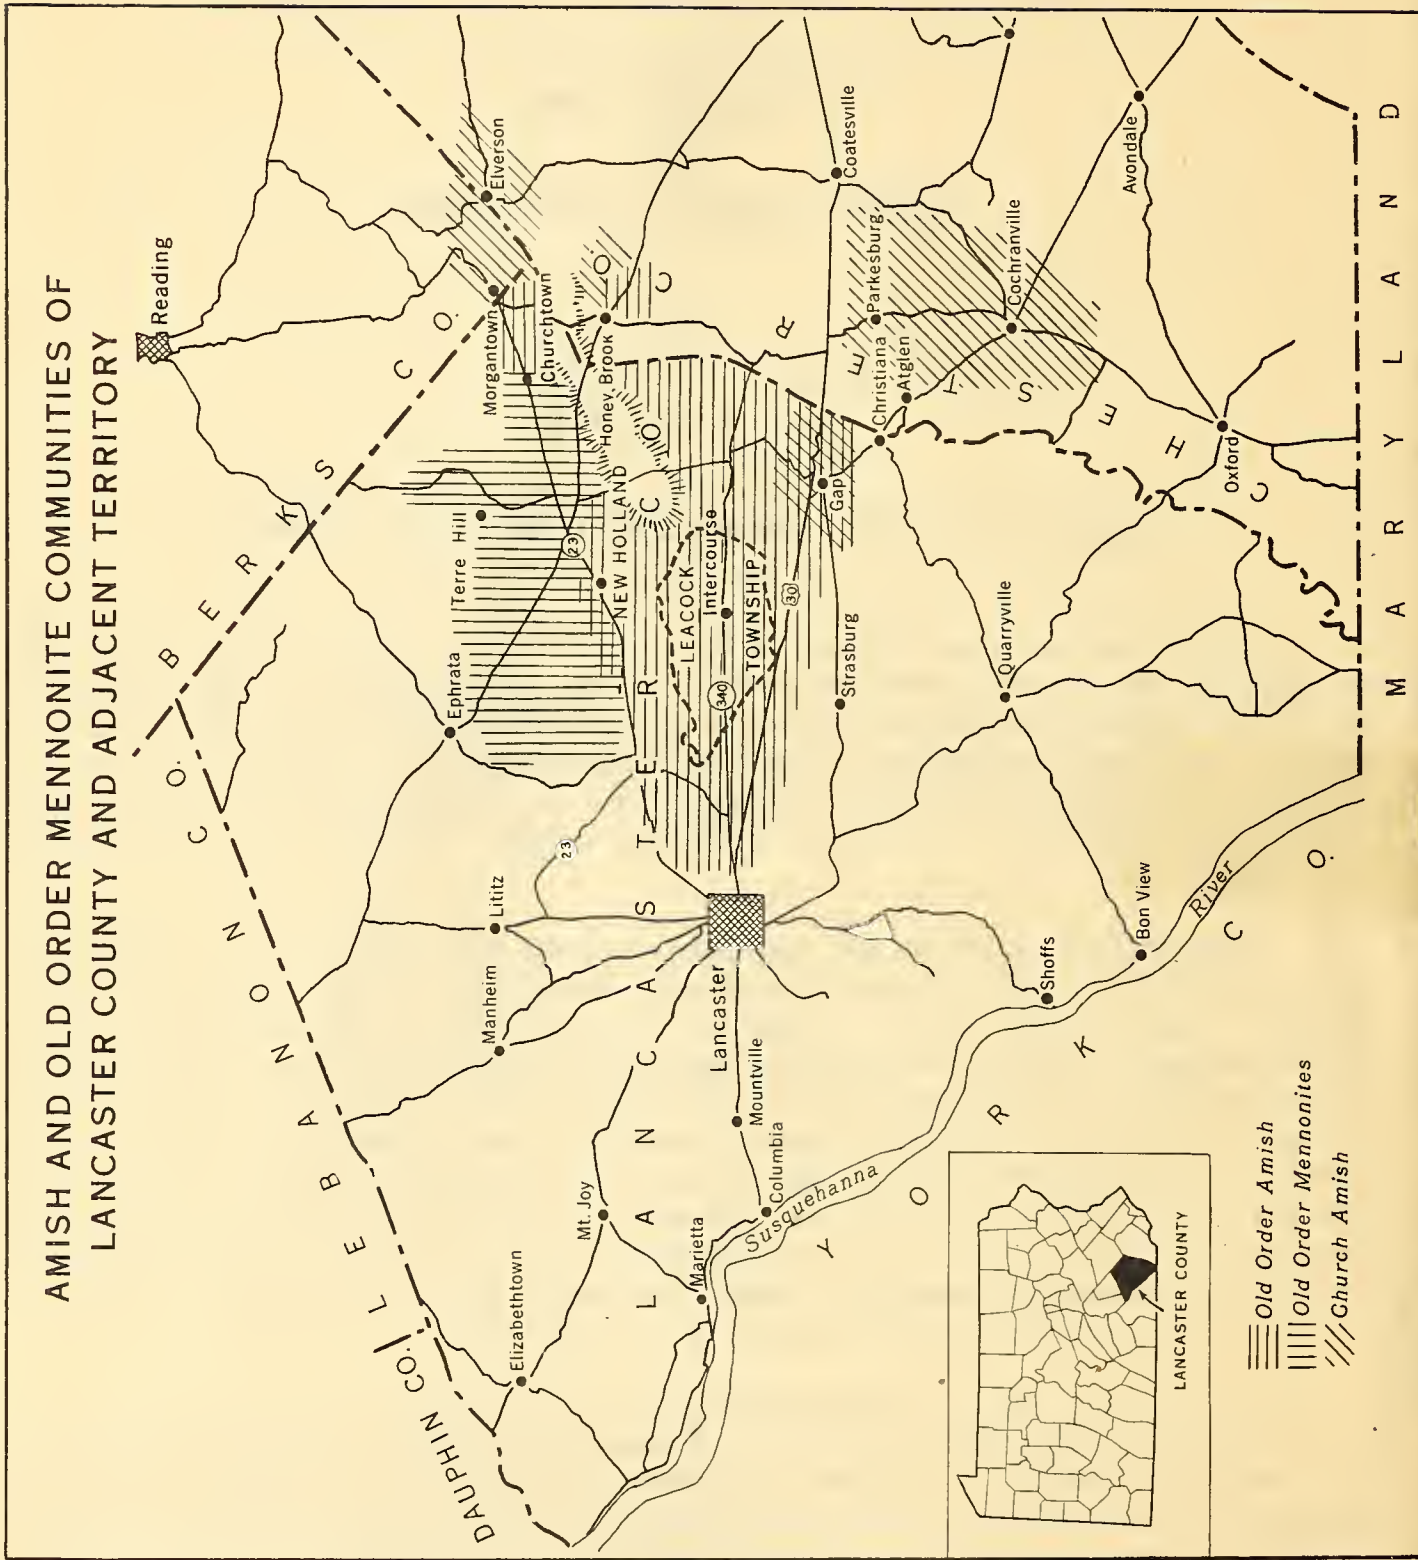 AMISH AND OLD ORDER MENNONITE COMMUNITIES OF
LANCASTER COUNTY AND ADJACENT TERRITORY
Reading
BERKS CO.
LEBANON CO.
DAUPHIN CO.
LANCASTER CO.
CHESTER CO.
YORK CO.
MARYLAND
Elverson
Morgantown
Churchtown
Honey Brook
Terre Hill
Ephrata
23
NEW HOLLAND
LEACOCK
Intercourse
TOWNSHIP
340
30
23
Lititz
Manheim
Lancaster
Mountville
Columbia
Mt. Joy
Marietta
Elizabethtown
Coatesville
Parkesburg
Cochranville
Christiana
Atglen
Gap
Strasburg
Quarryville
Oxford
Avondale
Shoffs
Bon View
Susquehanna
River
LANCASTER COUNTY
Old Order Amish
Old Order Mennonites
Church Amish